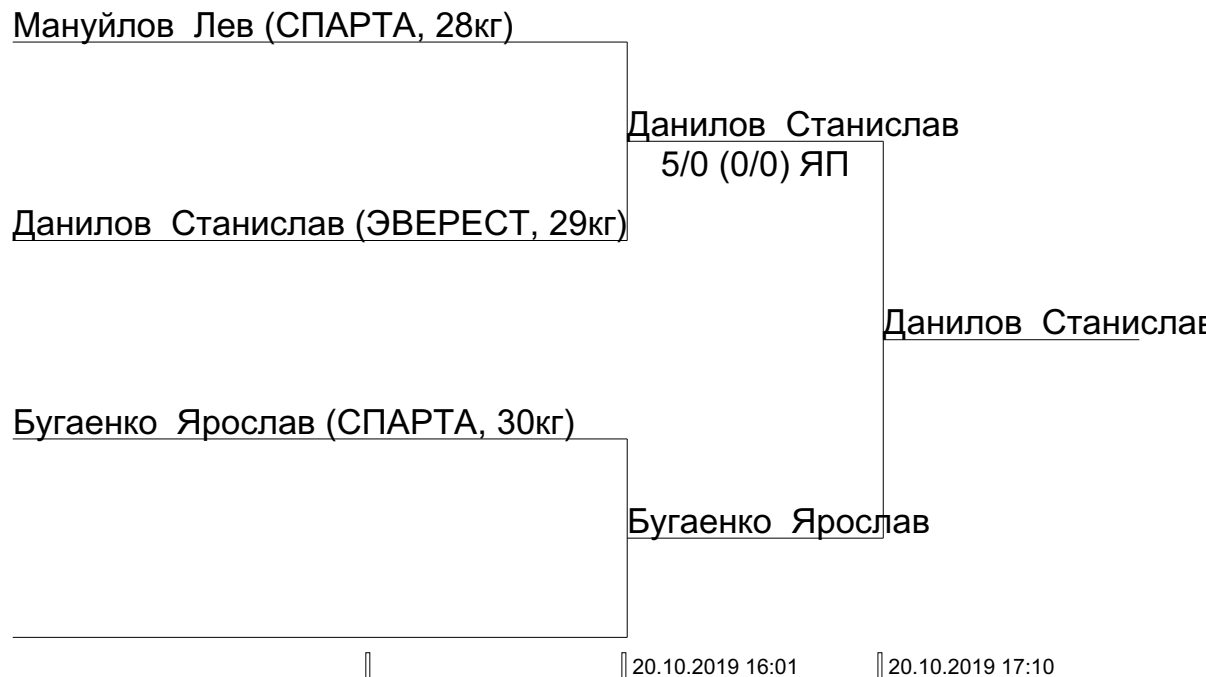 Мануйлов Лев (СПАРТА, 28кг)
Данилов Станислав
5/0 (0/0) ЯП
Данилов Станислав (ЭВЕРЕСТ, 29кг)
Данилов Станислав
Бугаенко Ярослав (СПАРТА, 30кг)
Бугаенко Ярослав
20.10.2019 16:01
20.10.2019 17:10